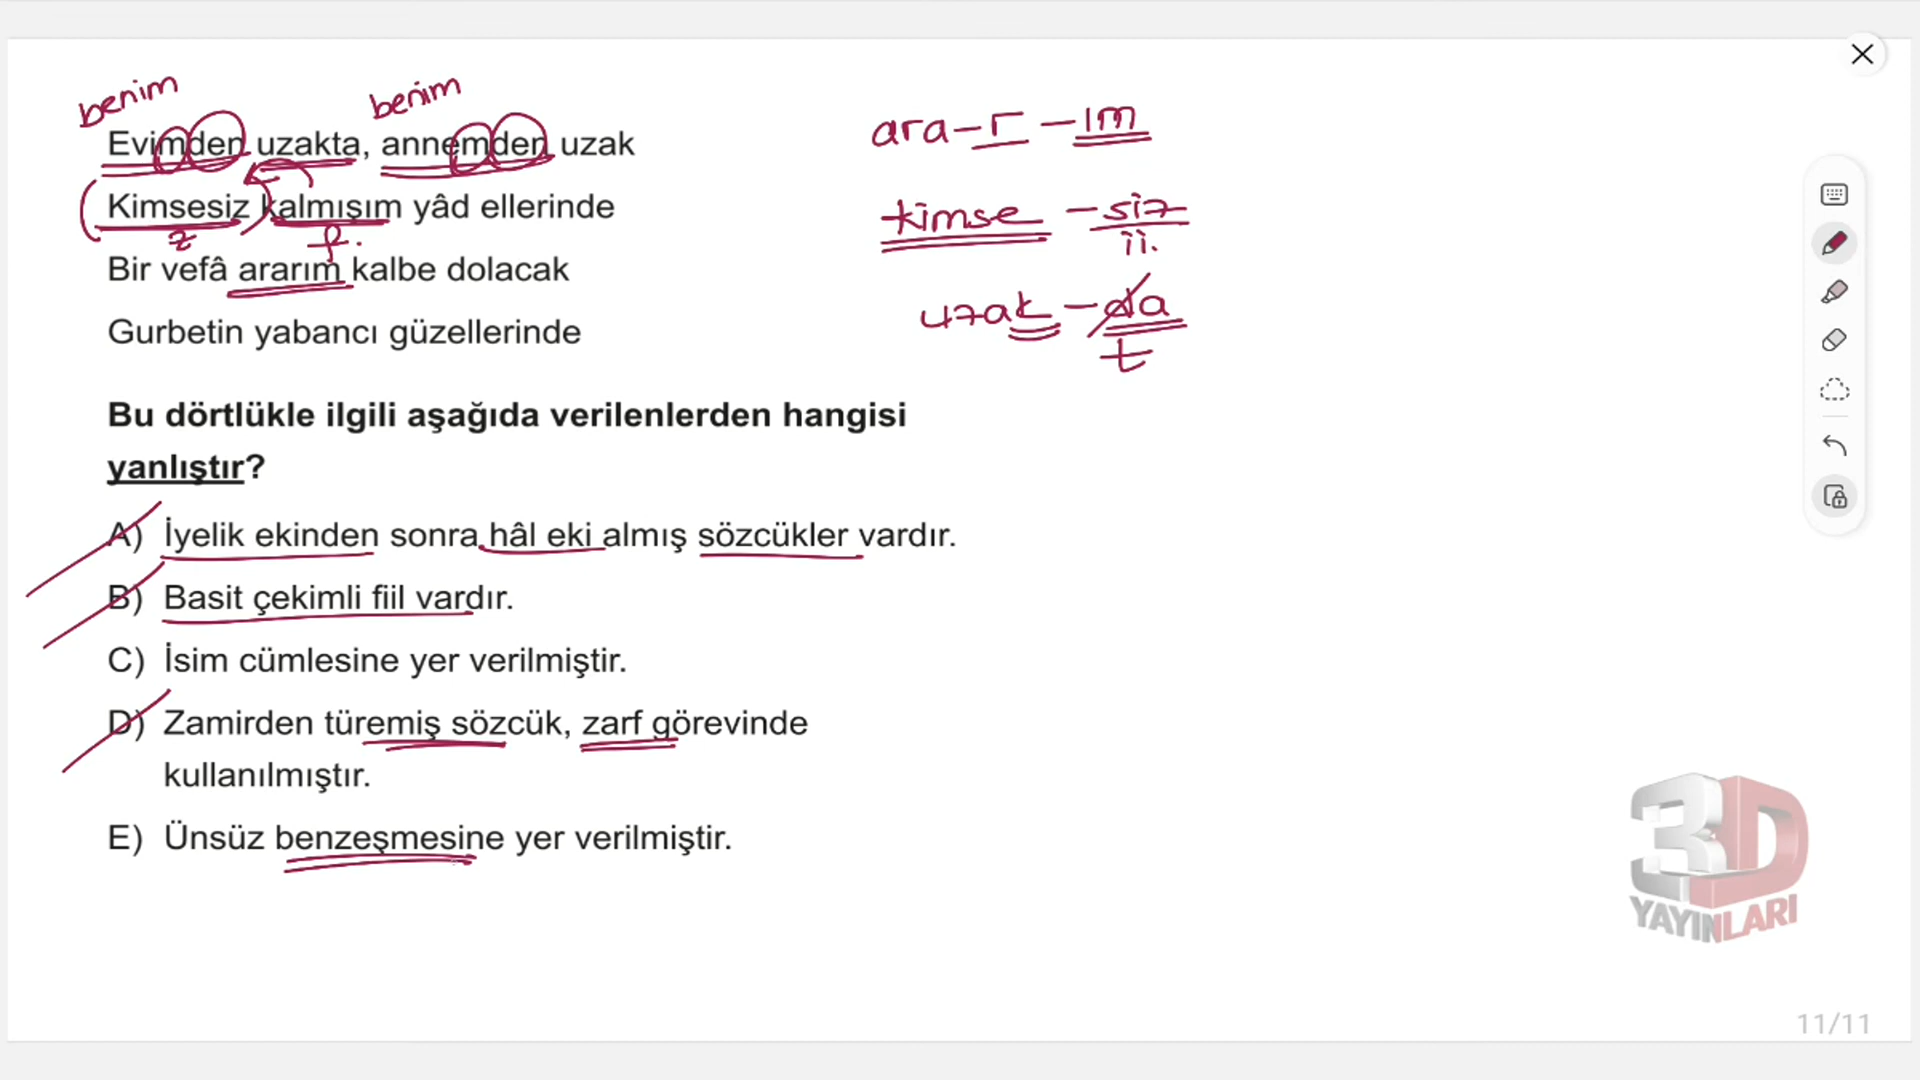 benim benim
Evimden uzakta, annemden uzak
Kimsesiz kalmışım yâd ellerinde
z f.
Bir vefâ ararım kalbe dolacak
Gurbetin yabancı güzellerinde
ara-r-ım
kimse -siz
ii.
uzak -da
t
Bu dörtlükle ilgili aşağıda verilenlerden hangisi
yanlıştır?
A) İyelik ekinden sonra hâl eki almış sözcükler vardır.
B) Basit çekimli fiil vardır.
C) İsim cümlesine yer verilmiştir.
D) Zamirden türemiş sözcük, zarf görevinde
kullanılmıştır.
E) Ünsüz benzeşmesine yer verilmiştir.
3D
YAYINLARI
11/11